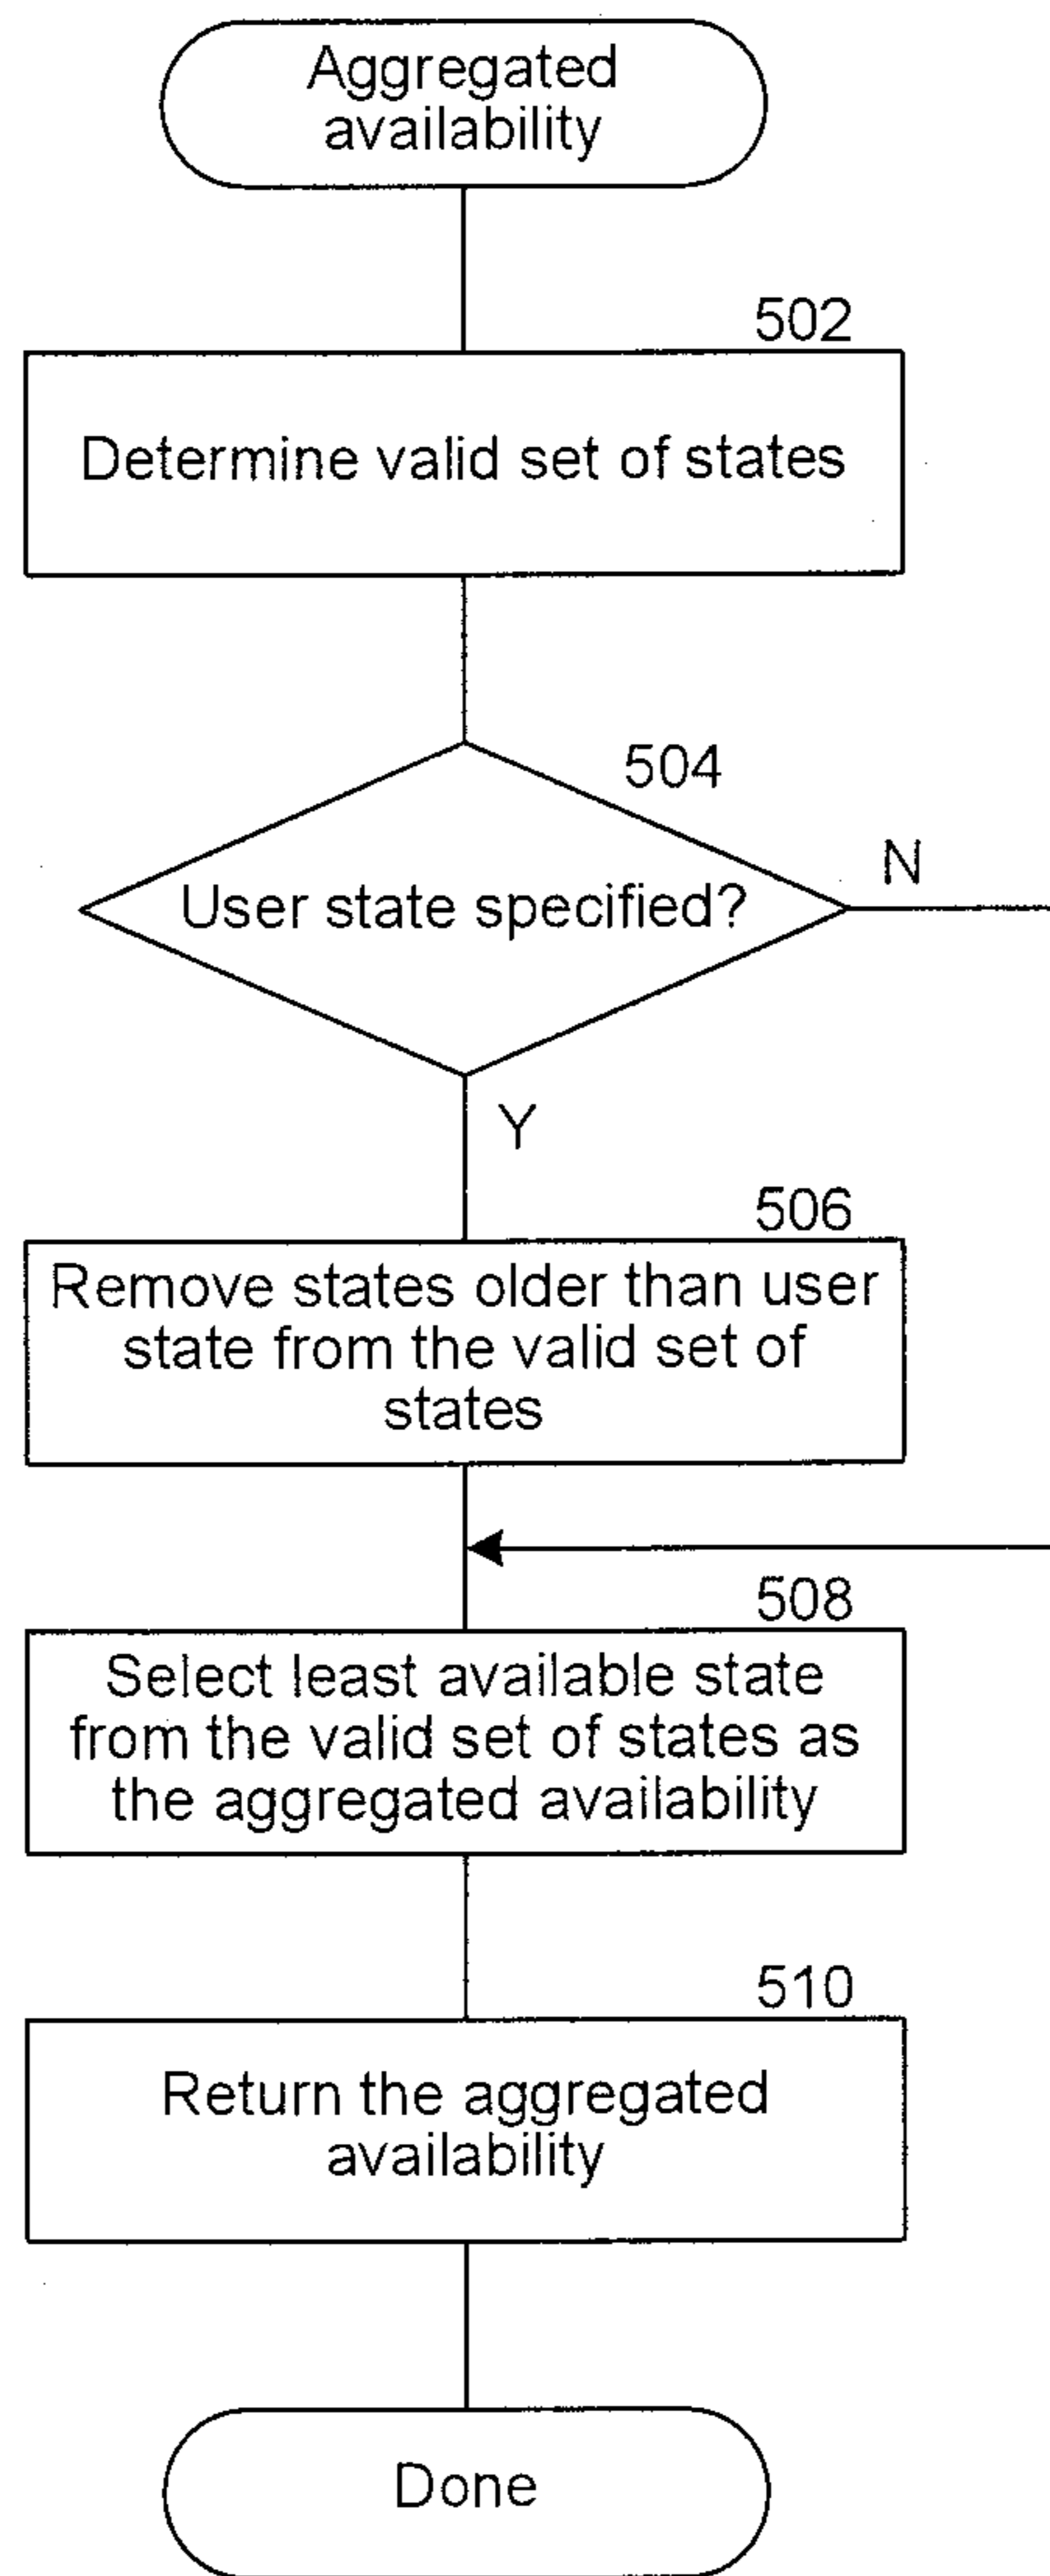 Aggregated
availability
502
Determine valid set of states
504
User state specified?
N
Y
506
Remove states older than user
state from the valid set of
states
508
Select least available state
from the valid set of states as
the aggregated availability
510
Return the aggregated
availability
Done